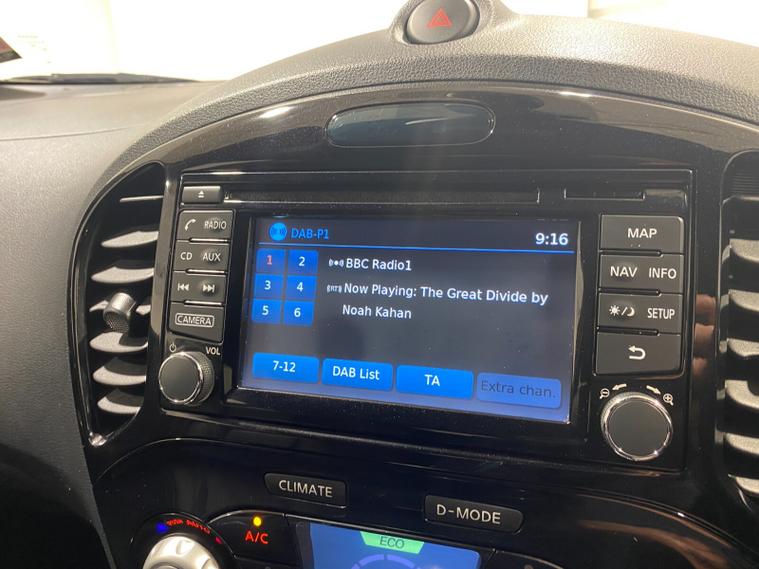 RADIO
CD AUX
CAMERA
VOL
DAB-P1
9:16
1 2
3 4
5 6
BBC Radio1
Now Playing: The Great Divide by
Noah Kahan
7-12
DAB List
TA
Extra chan.
MAP
NAV INFO
SETUP
CLIMATE
D-MODE
A/C
ECO